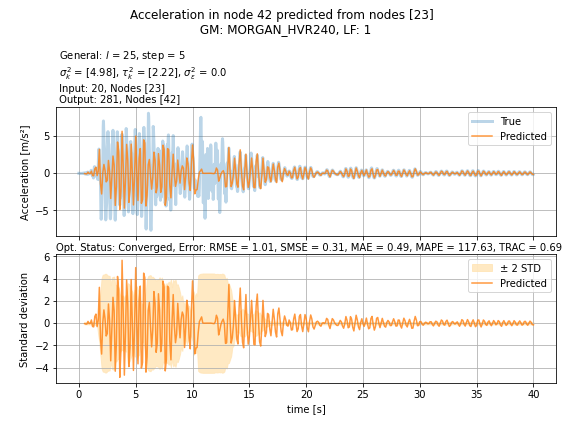 Acceleration in node 42 predicted from nodes [23]
GM: MORGAN_HVR240, LF: 1
General: l = 25, step = 5
σ²ₖ = [4.98], τ²ₖ = [2.22], σ²ε = 0.0
Input: 20, Nodes [23]
Output: 281, Nodes [42]
True
Predicted
Acceleration [m/s²]
5
0
−5
Opt. Status: Converged, Error: RMSE = 1.01, SMSE = 0.31, MAE = 0.49, MAPE = 117.63, TRAC = 0.69
± 2 STD
Predicted
Standard deviation
6
4
2
0
−2
−4
0 5 10 15 20 25 30 35 40
time [s]